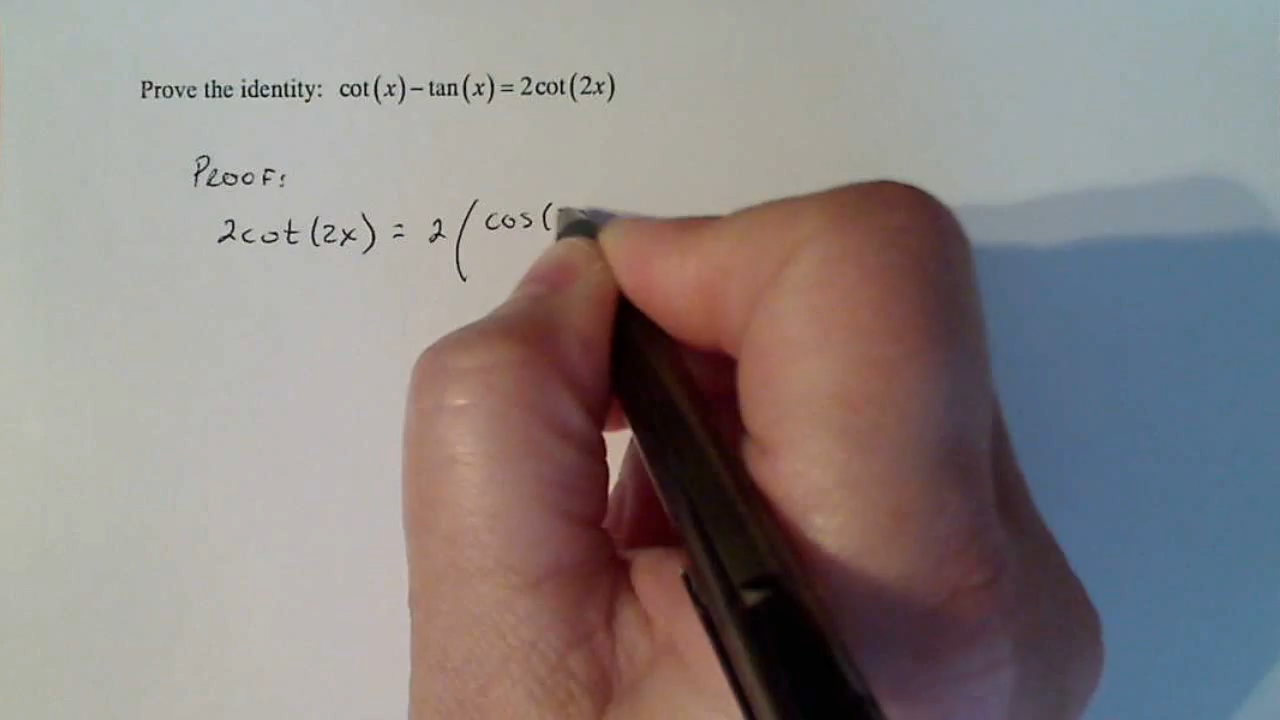 Prove the identity: cot(x) − tan(x) = 2cot(2x)
PROOF:
2cot(2x) = 2(cos(